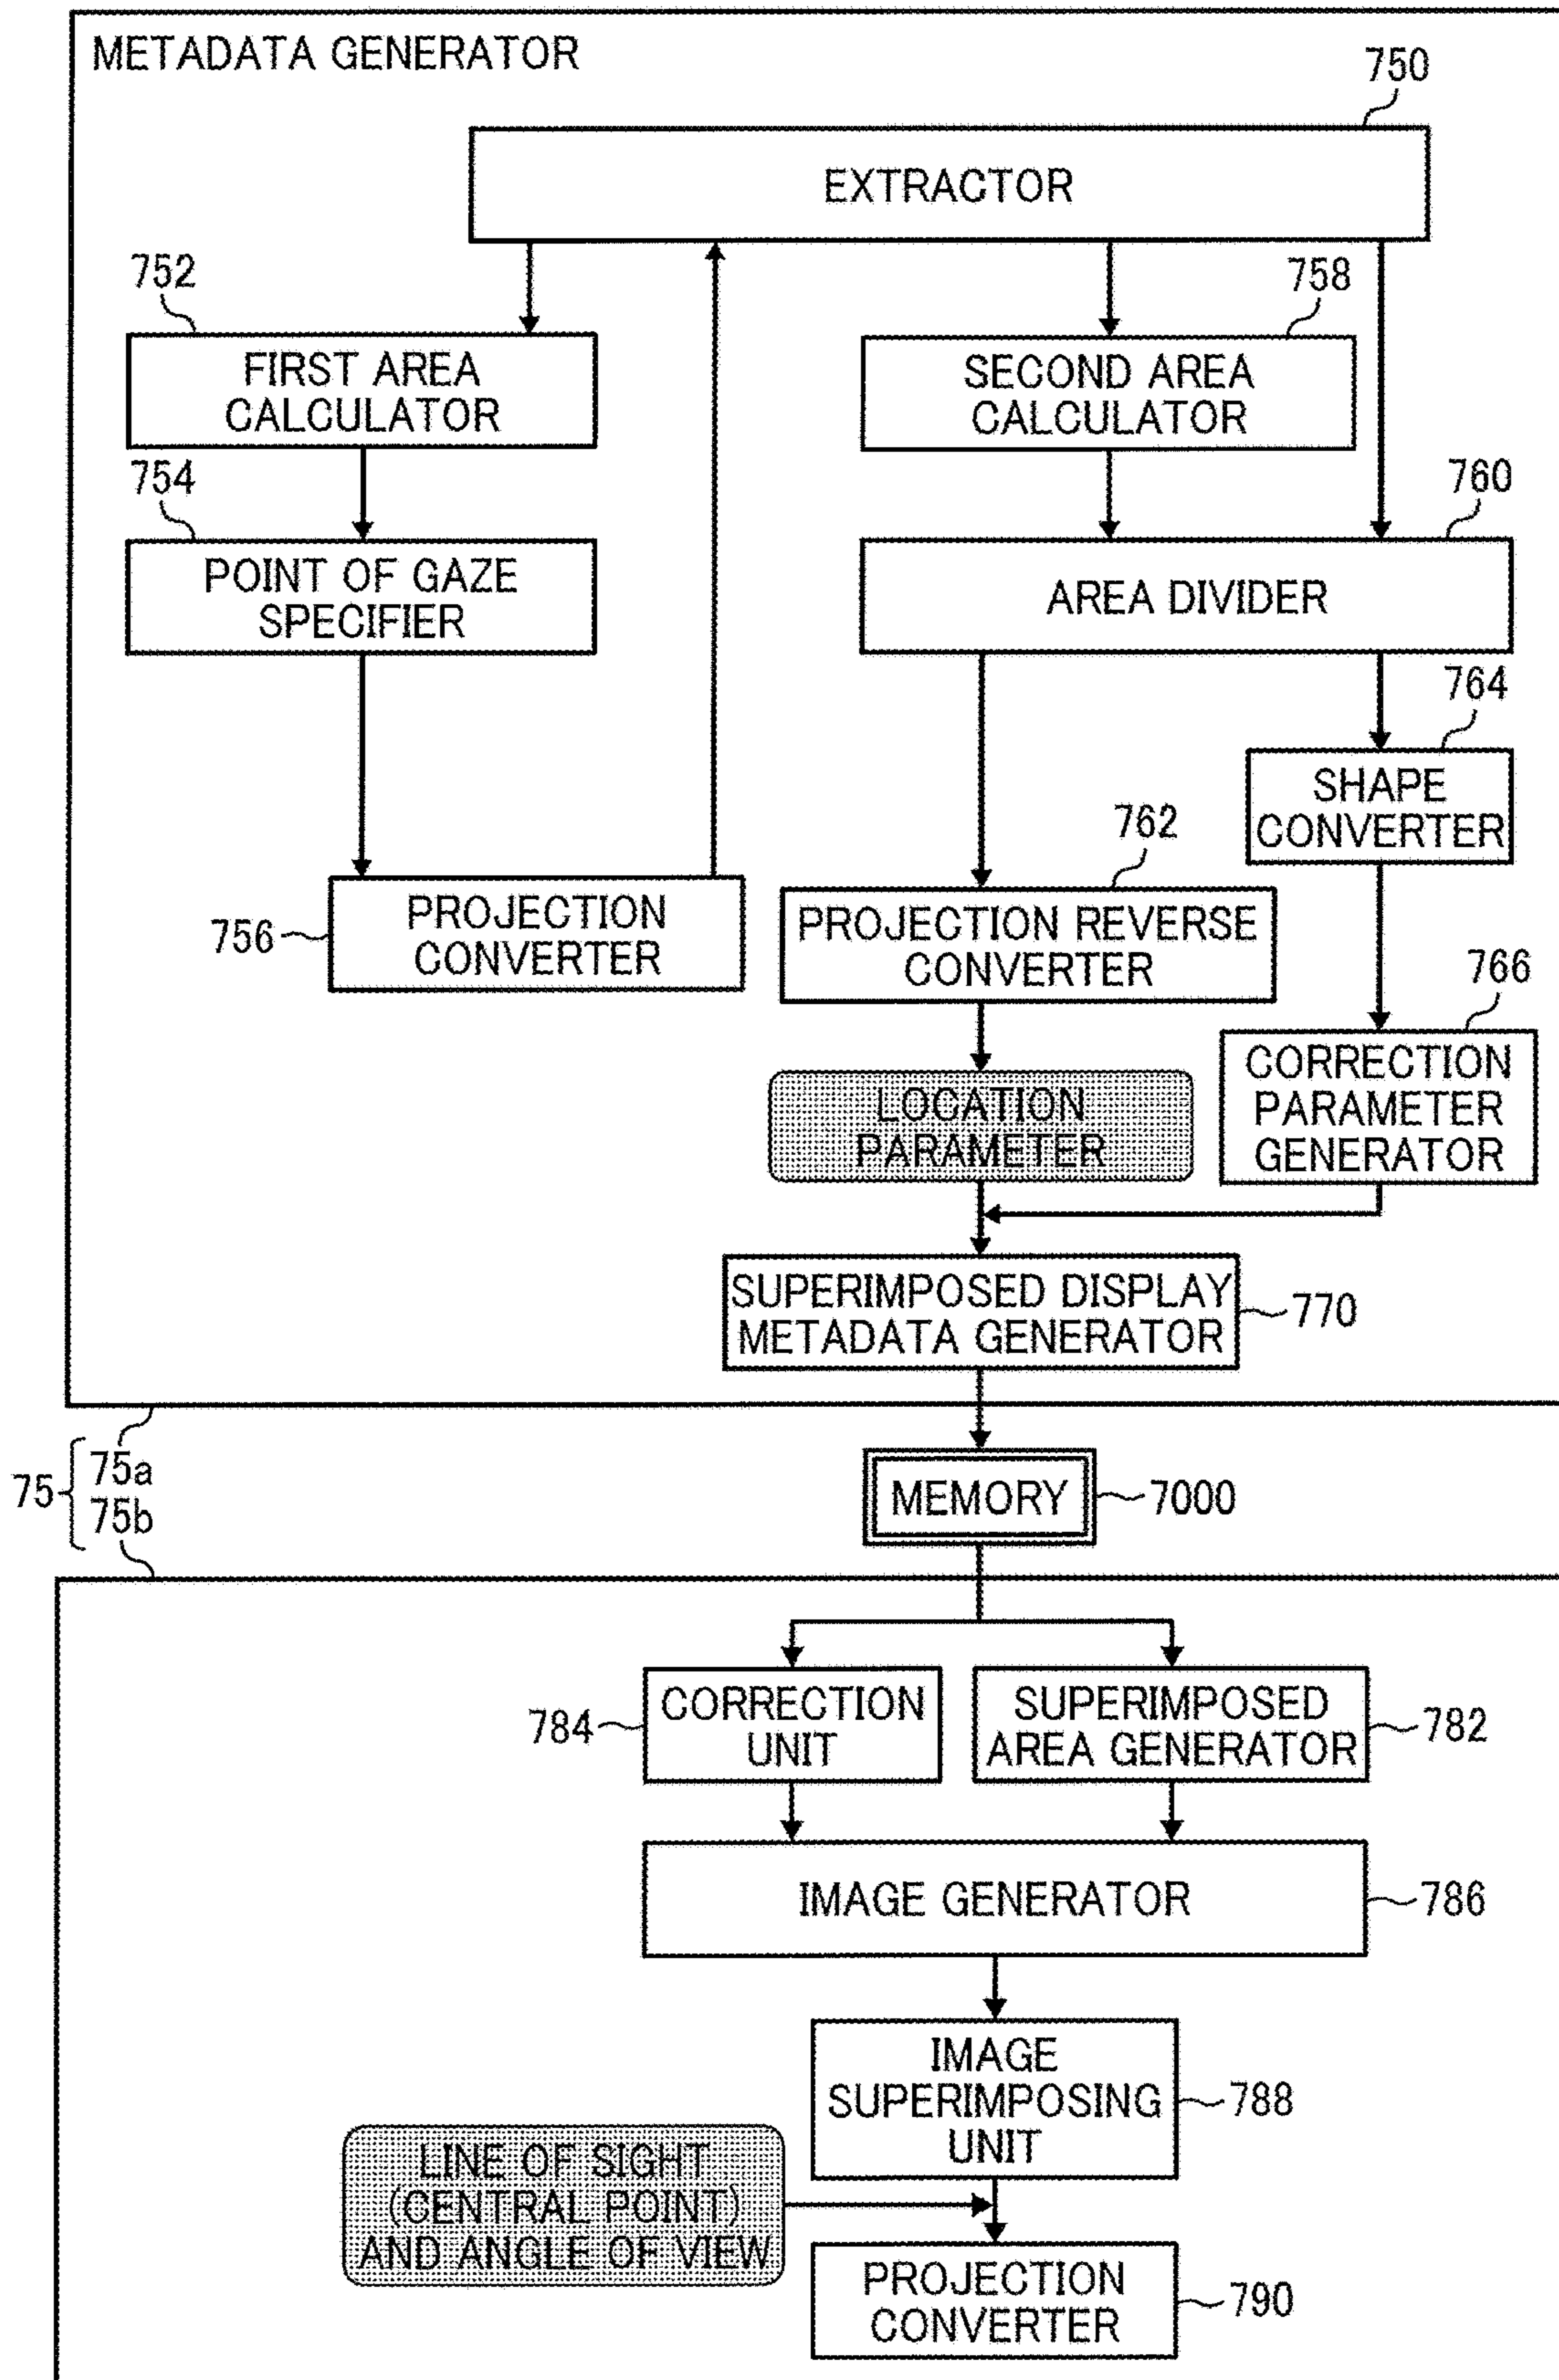 METADATA GENERATOR
750
EXTRACTOR
752
758
FIRST AREA
CALCULATOR
SECOND AREA
CALCULATOR
754
760
POINT OF GAZE
SPECIFIER
AREA DIVIDER
764
SHAPE
CONVERTER
762
756
PROJECTION
CONVERTER
PROJECTION REVERSE
CONVERTER
766
LOCATION
PARAMETER
CORRECTION
PARAMETER
GENERATOR
SUPERIMPOSED DISPLAY
METADATA GENERATOR
770
75
75a
75b
MEMORY
7000
784
CORRECTION
UNIT
SUPERIMPOSED
AREA GENERATOR
782
IMAGE GENERATOR
786
IMAGE
SUPERIMPOSING
UNIT
788
LINE OF SIGHT
(CENTRAL POINT)
AND ANGLE OF VIEW
PROJECTION
CONVERTER
790